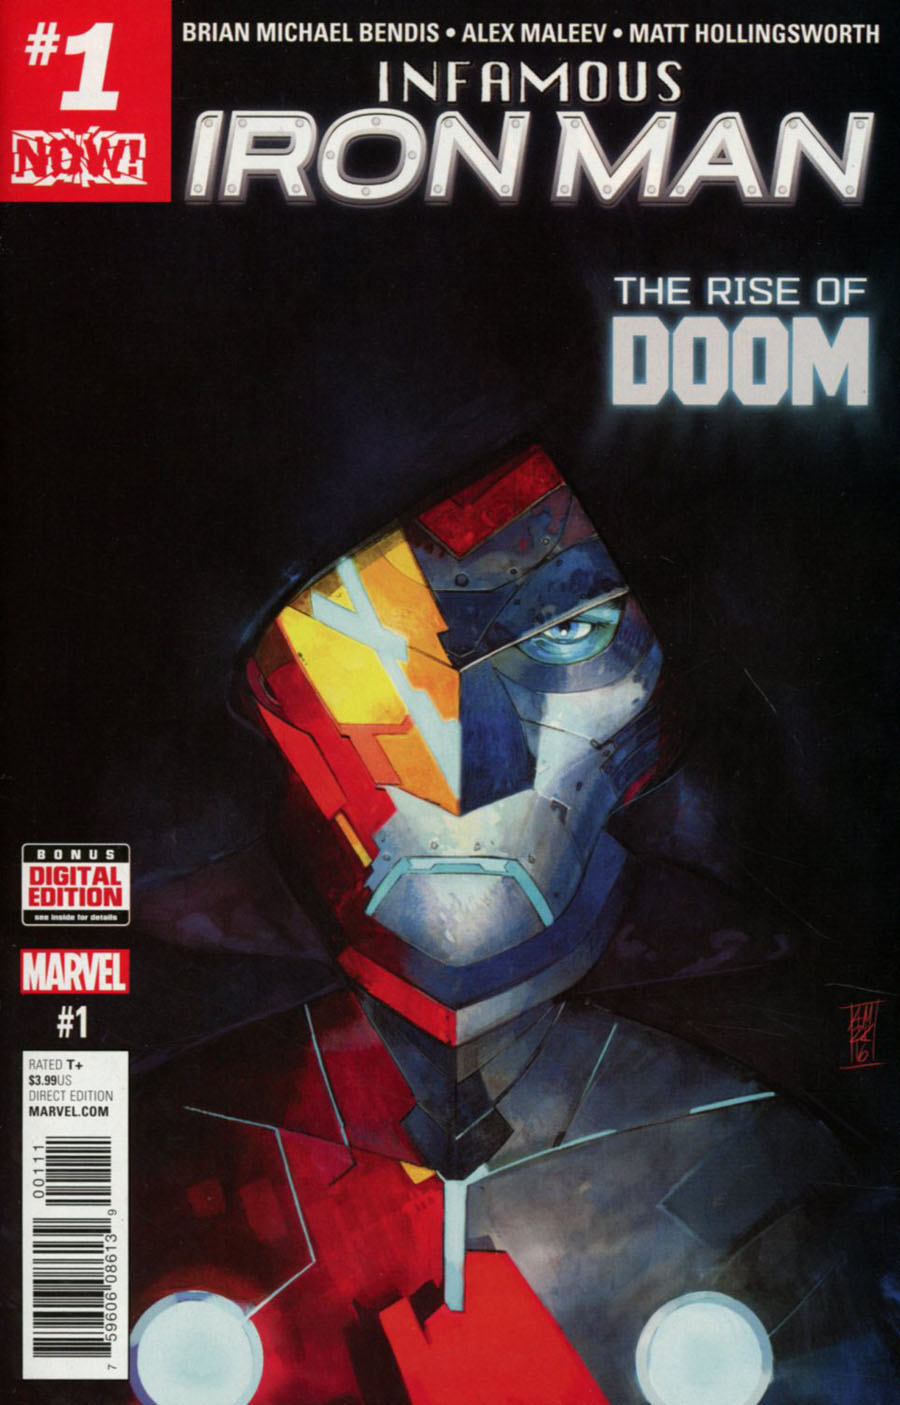 #1
NOW!
BRIAN MICHAEL BENDIS • ALEX MALEEV • MATT HOLLINGSWORTH
INFAMOUS
IRON MAN
THE RISE OF
DOOM
BONUS
DIGITAL
EDITION
see inside for details
MARVEL
#1
RATED T+
$3.99US
DIRECT EDITION
MARVEL.COM
00111
7 59606 08613 9